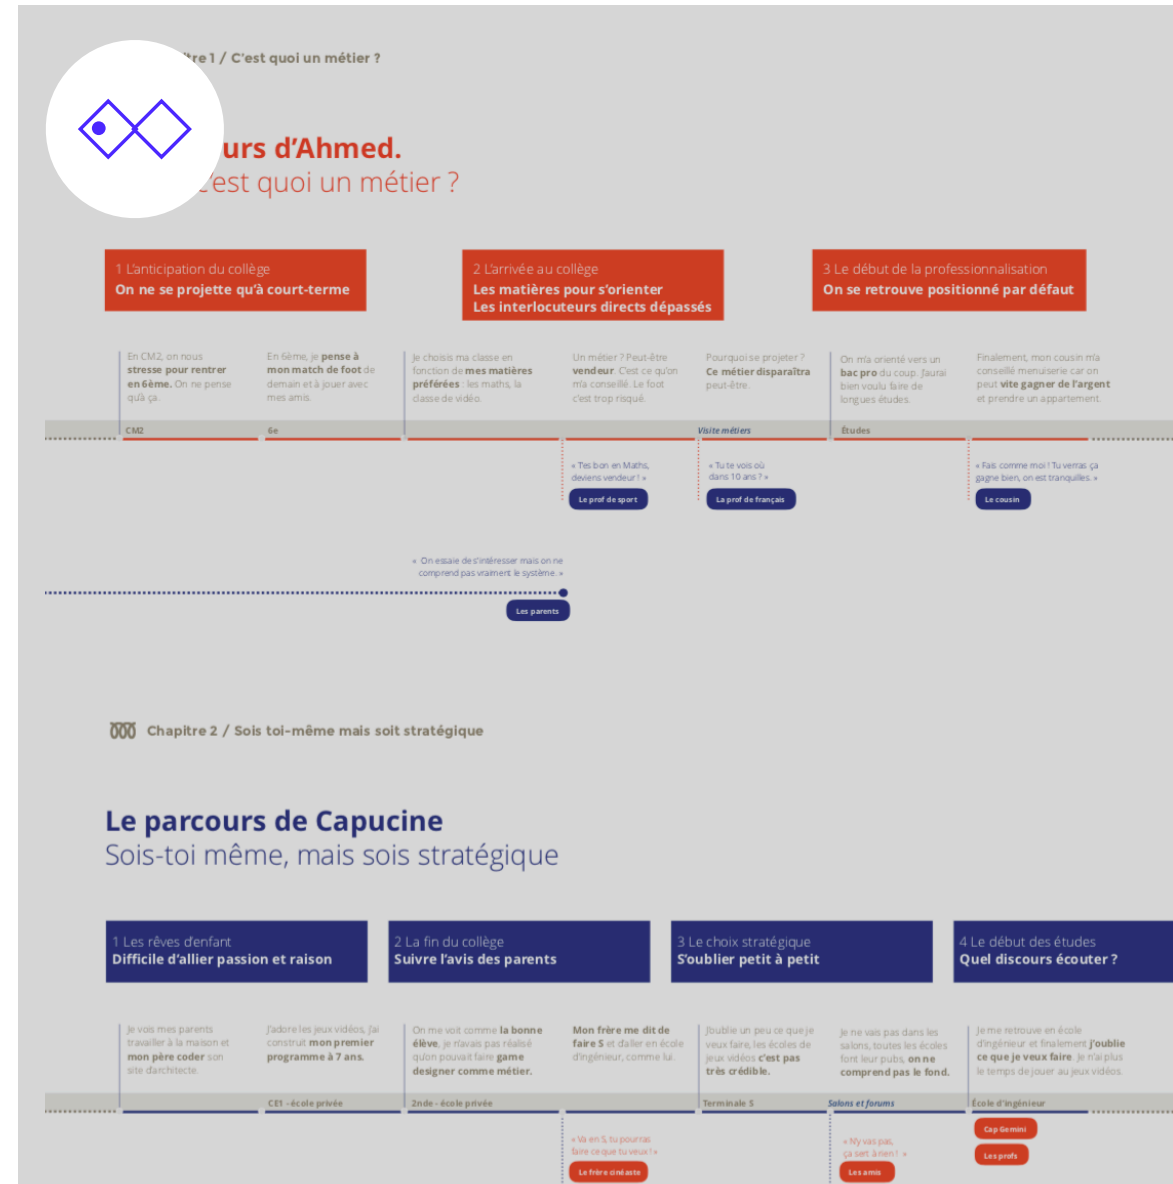 tre 1 / C'est quoi un métier ?
urs d'Ahmed.
'est quoi un métier ?
1 L'anticipation du collège
On ne se projette qu'à court-terme
2 L'arrivée au collège
Les matières pour s'orienter
Les interlocuteurs directs dépassés
3 Le début de la professionnalisation
On se retrouve positionné par défaut
En CM2, on nous
stresse pour rentrer
en 6ème. On ne pense
qu'à ça.
En 6ème, je pense à
mon match de foot de
demain et à jouer avec
mes amis.
Je choisis ma classe en
fonction de mes matières
préférées : les maths, la
classe de vidéo.
Un métier ? Peut-être
vendeur. C'est ce qu'on
m'a conseillé. Le foot
c'est trop risqué.
Pourquoi se projeter ?
Ce métier disparaîtra
peut-être.
On m'a orienté vers un
bac pro du coup. J'aurai
bien voulu faire de
longues études.
Finalement, mon cousin m'a
conseillé menuiserie car on
peut vite gagner de l'argent
et prendre un appartement.
CM2
6e
Visite métiers
Études
« Tes bon en Maths,
deviens vendeur ! »
Le prof de sport
« Tu te vois où
dans 10 ans ? »
La prof de français
« Fais comme moi ! Tu verras ça
gagne bien, on est tranquilles. »
Le cousin
« On essaie de s'intéresser mais on ne
comprend pas vraiment le système. »
Les parents
Chapitre 2 / Sois toi-même mais soit stratégique
Le parcours de Capucine
Sois-toi même, mais sois stratégique
1 Les rêves d'enfant
Difficile d'allier passion et raison
2 La fin du collège
Suivre l'avis des parents
3 Le choix stratégique
S'oublier petit à petit
4 Le début des études
Quel discours écouter ?
Je vois mes parents
travailler à la maison et
mon père coder son
site d'architecte.
J'adore les jeux vidéos, j'ai
construit mon premier
programme à 7 ans.
On me voit comme la bonne
élève, je n'avais pas réalisé
qu'on pouvait faire game
designer comme métier.
Mon frère me dit de
faire S et d'aller en école
d'ingénieur, comme lui.
J'oublie un peu ce que je
veux faire, les écoles de
jeux vidéos c'est pas
très crédible.
Je ne vais pas dans les
salons, toutes les écoles
font leur pubs, on ne
comprend pas le fond.
Je me retrouve en école
d'ingénieur et finalement j'oublie
ce que je veux faire. Je n'ai plus
le temps de jouer au jeux vidéos.
CE1 - école privée
2nde - école privée
Terminale S
Salons et forums
École d'ingénieur
« Va en S, tu pourras
faire ce que tu veux ! »
Le frère cinéaste
« N'y vas pas,
ça sert à rien ! »
Les amis
Cap Gemini
Les profs